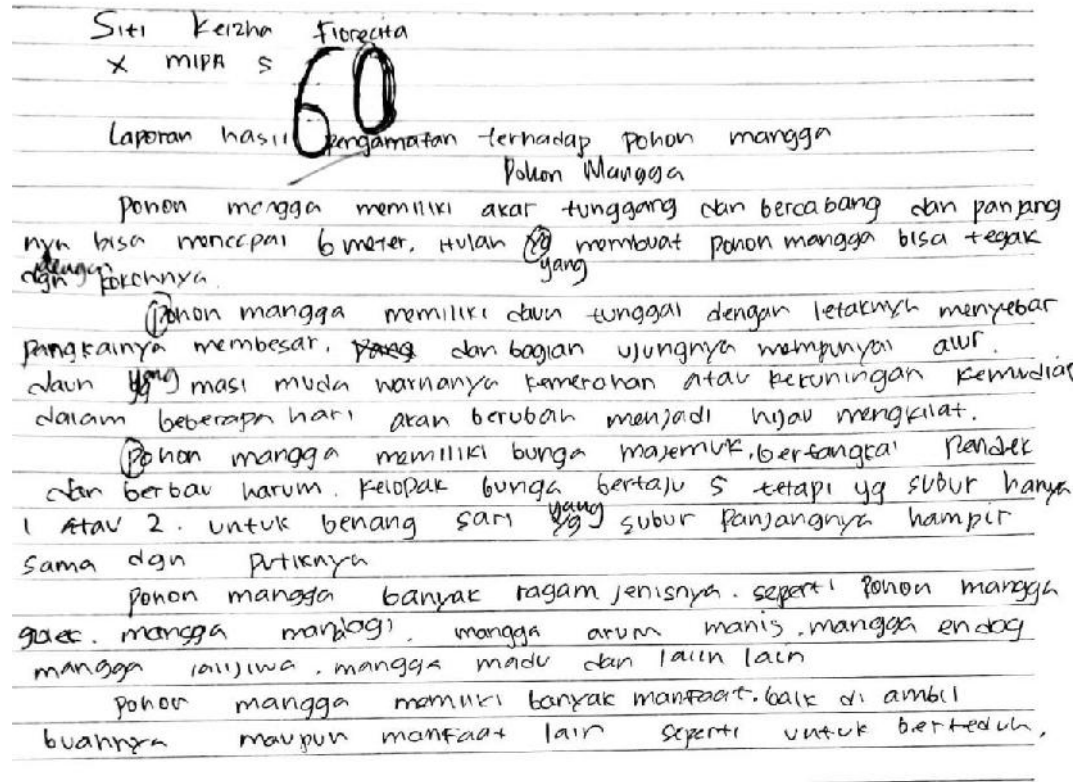 Siti Keizha Fiorecita
X MIPA 5
60
Laporan hasil pengamatan terhadap pohon mangga
Pohon Mangga
Pohon mangga memiliki akar tunggang dan bercabang dan panjang
nya bisa mencapai 6 meter. Itulah yg yang membuat pohon mangga bisa tegak
dgn dengan kokohnya.
Pohon mangga memiliki daun tunggal dengan letaknya menyebar
pangkalnya membesar, dan bagian ujungnya mempunyai alur.
daun yg yang masi muda warnanya kemerahan atau kekuningan kemudian
dalam beberapa hari akan berubah menjadi hijau mengkilat.
Pohon mangga memiliki bunga majemuk, bertangkai pendek
dan berbau harum. Kelopak bunga bertaju 5 tetapi yg subur hanya
1 atau 2. untuk benang sari yg yang subur panjangnya hampir
sama dgn putiknya
Pohon mangga banyak ragam jenisnya. seperti pohon mangga
mangga manalagi, mangga arum manis, mangga endog
mangga lalijiwa, mangga madu dan laiin lain
Pohon mangga memiliki banyak manfaat. baik di ambil
buahnya maupun manfaat lain seperti untuk berteduh.